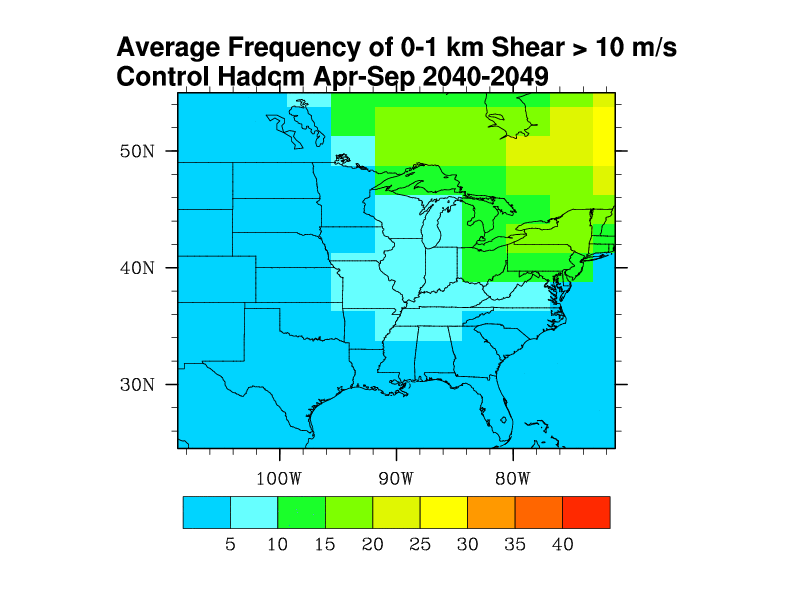 Average Frequency of 0-1 km Shear > 10 m/s
Control Hadcm Apr-Sep 2040-2049
50N
40N
30N
100W 90W 80W
5 10 15 20 25 30 35 40